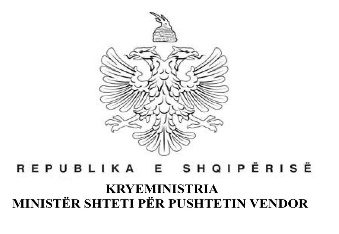 REPUBLIKA E SHQIPËRISË
KRYEMINISTRIA
MINISTËR SHTETI PËR PUSHTETIN VENDOR